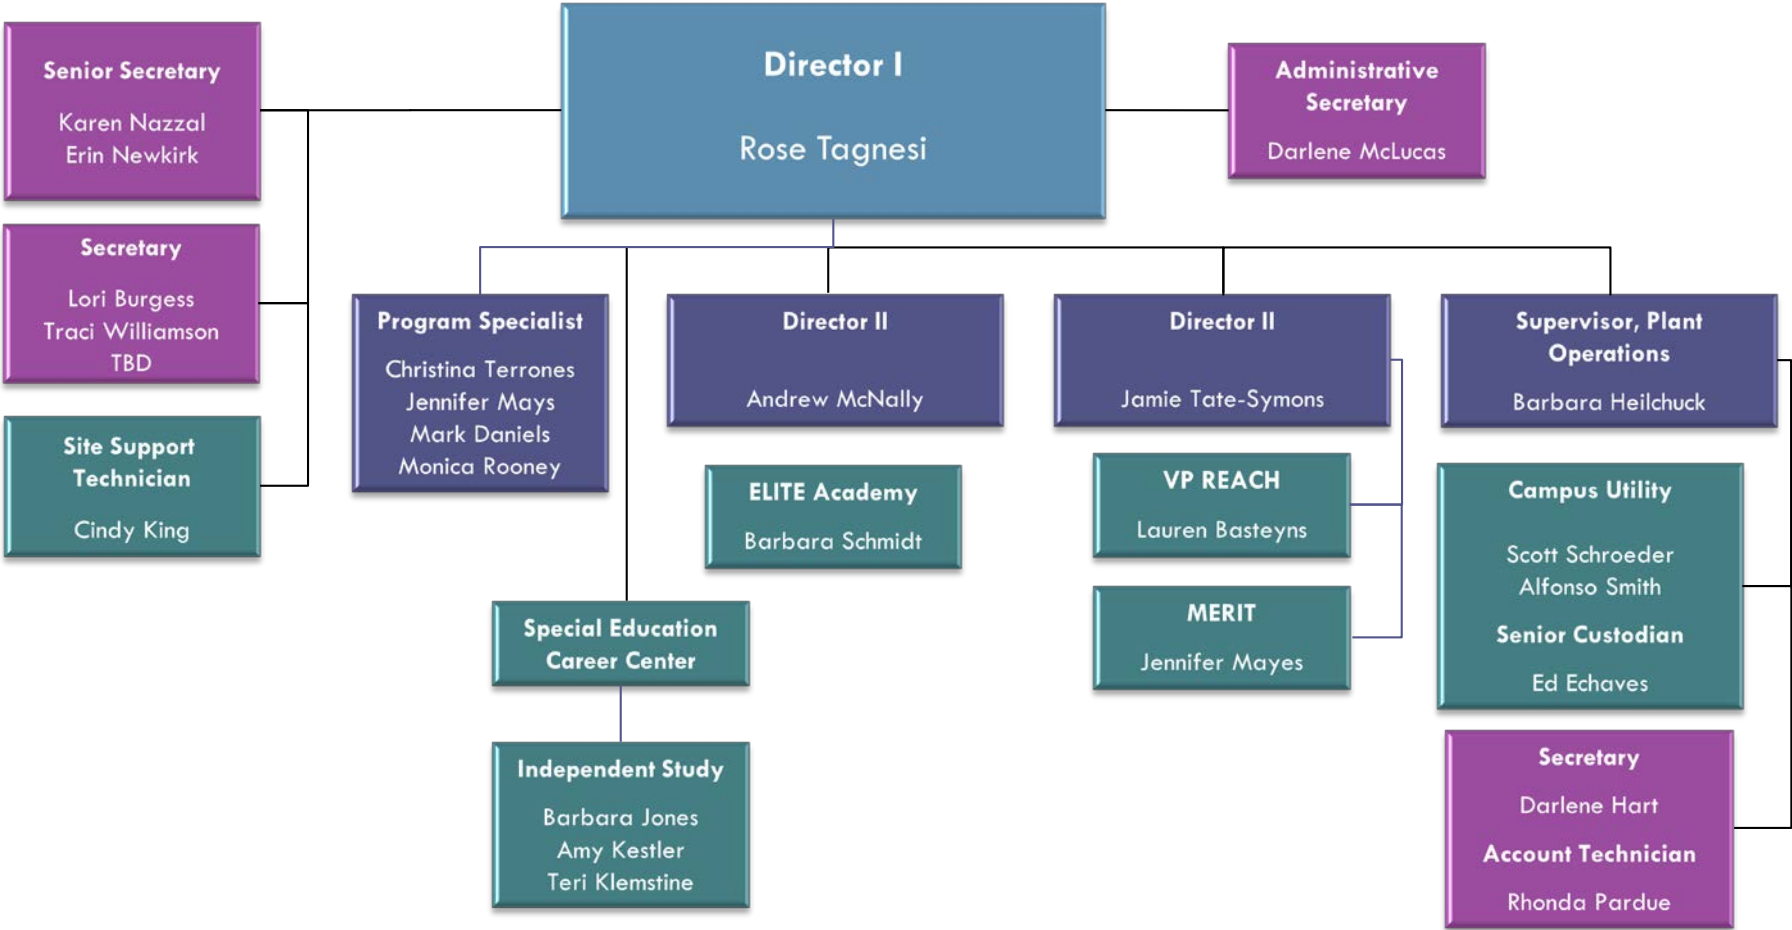 Senior Secretary
Karen Nazzal
Erin Newkirk
Director I
Rose Tagnesi
Administrative
Secretary
Darlene McLucas
Secretary
Lori Burgess
Traci Williamson
TBD
Site Support
Technician
Cindy King
Program Specialist
Christina Terrones
Jennifer Mays
Mark Daniels
Monica Rooney
Director II
Andrew McNally
ELITE Academy
Barbara Schmidt
Director II
Jamie Tate-Symons
VP REACH
Lauren Basteyns
MERIT
Jennifer Mayes
Supervisor, Plant
Operations
Barbara Heilchuck
Campus Utility
Scott Schroeder
Alfonso Smith
Senior Custodian
Ed Echaves
Secretary
Darlene Hart
Account Technician
Rhonda Pardue
Special Education
Career Center
Independent Study
Barbara Jones
Amy Kestler
Teri Klemstine